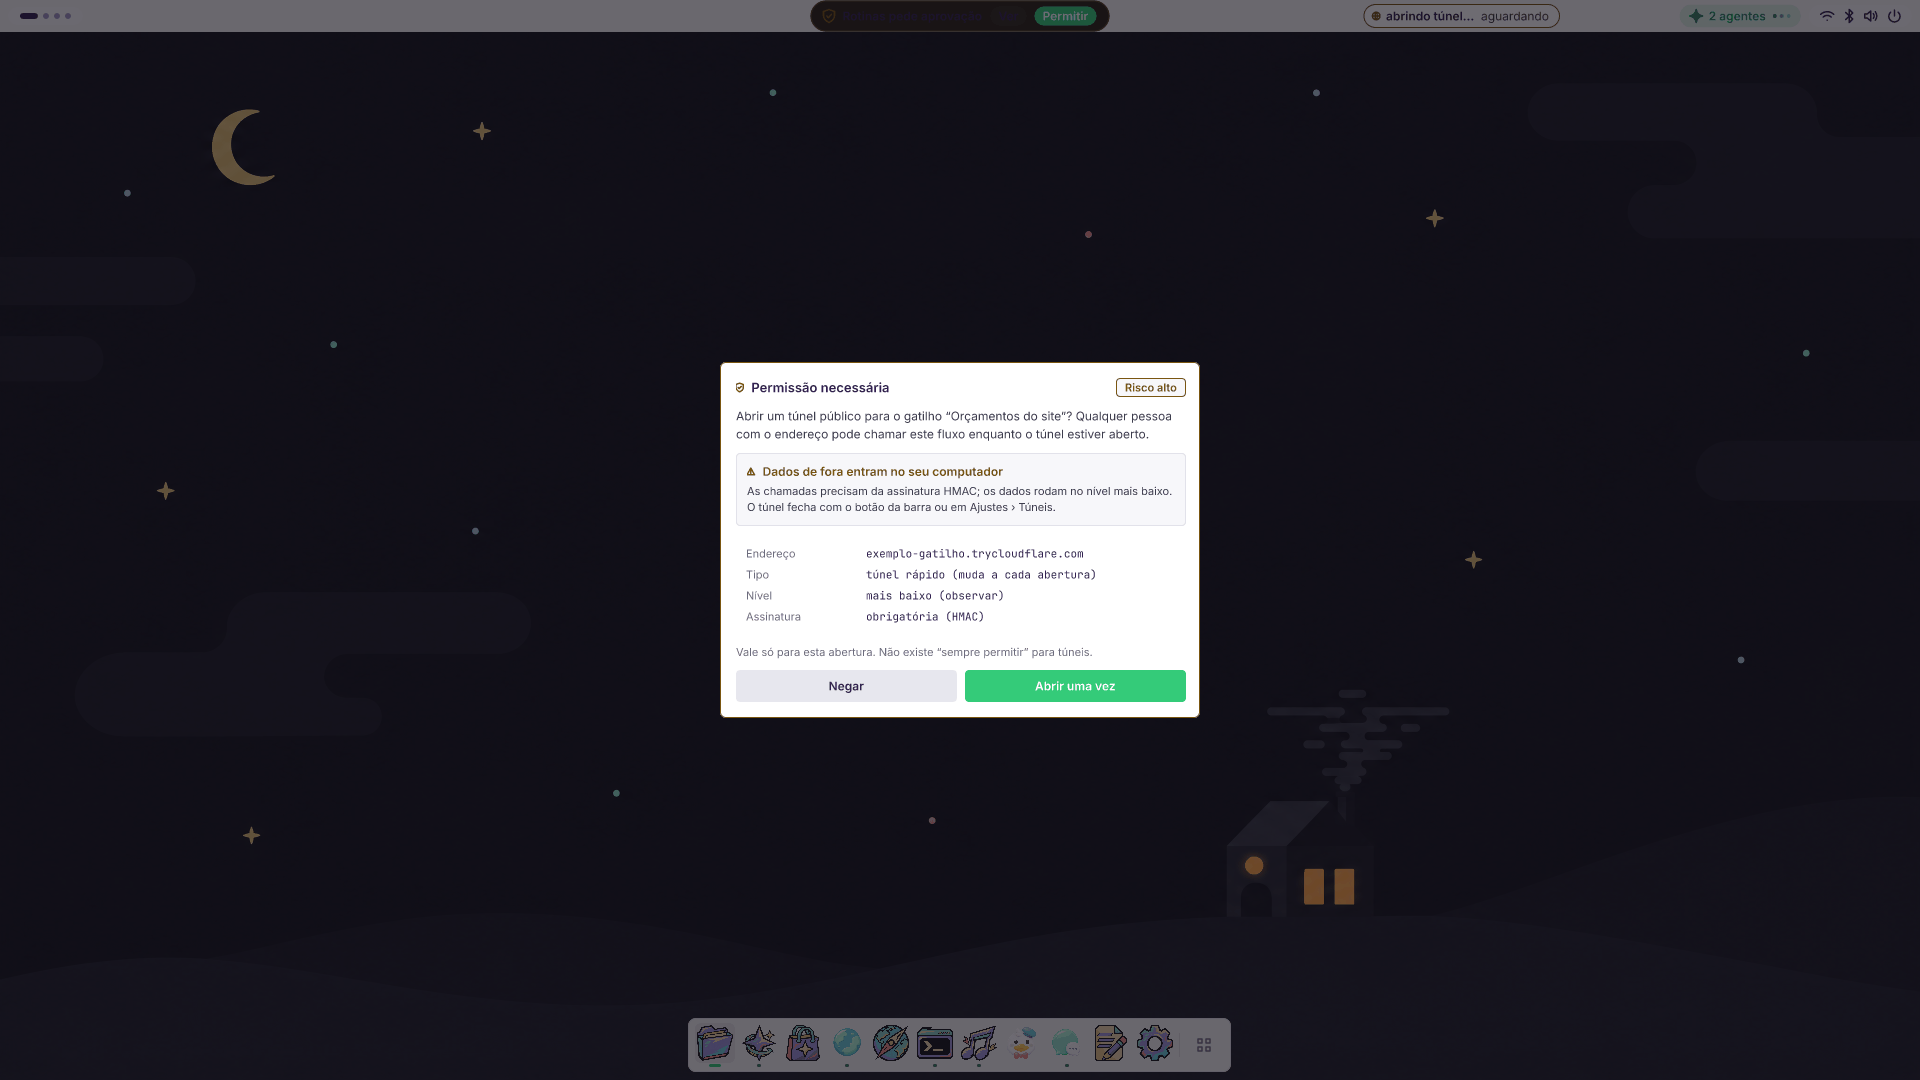 Permitir
abrindo túnel... aguardando
2 agentes
Permissão necessária
Risco alto
Abrir um túnel público para o gatilho “Orçamentos do site”? Qualquer pessoa
com o endereço pode chamar este fluxo enquanto o túnel estiver aberto.
Dados de fora entram no seu computador
As chamadas precisam da assinatura HMAC; os dados rodam no nível mais baixo.
O túnel fecha com o botão da barra ou em Ajustes › Túneis.
Endereço exemplo-gatilho.trycloudflare.com
Tipo túnel rápido (muda a cada abertura)
Nível mais baixo (observar)
Assinatura obrigatória (HMAC)
Vale só para esta abertura. Não existe “sempre permitir” para túneis.
Negar
Abrir uma vez